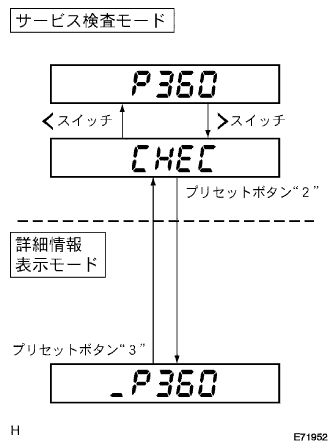 サービス検査モード
P360
<スイッチ
>スイッチ
CHEC
プリセットボタン“2”
詳細情報
表示モード
プリセットボタン“3”
_P360
H
E71952